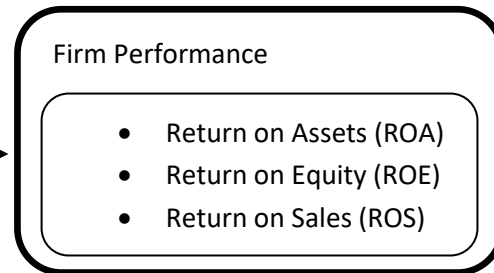 Firm Performance
• Return on Assets (ROA)
• Return on Equity (ROE)
• Return on Sales (ROS)